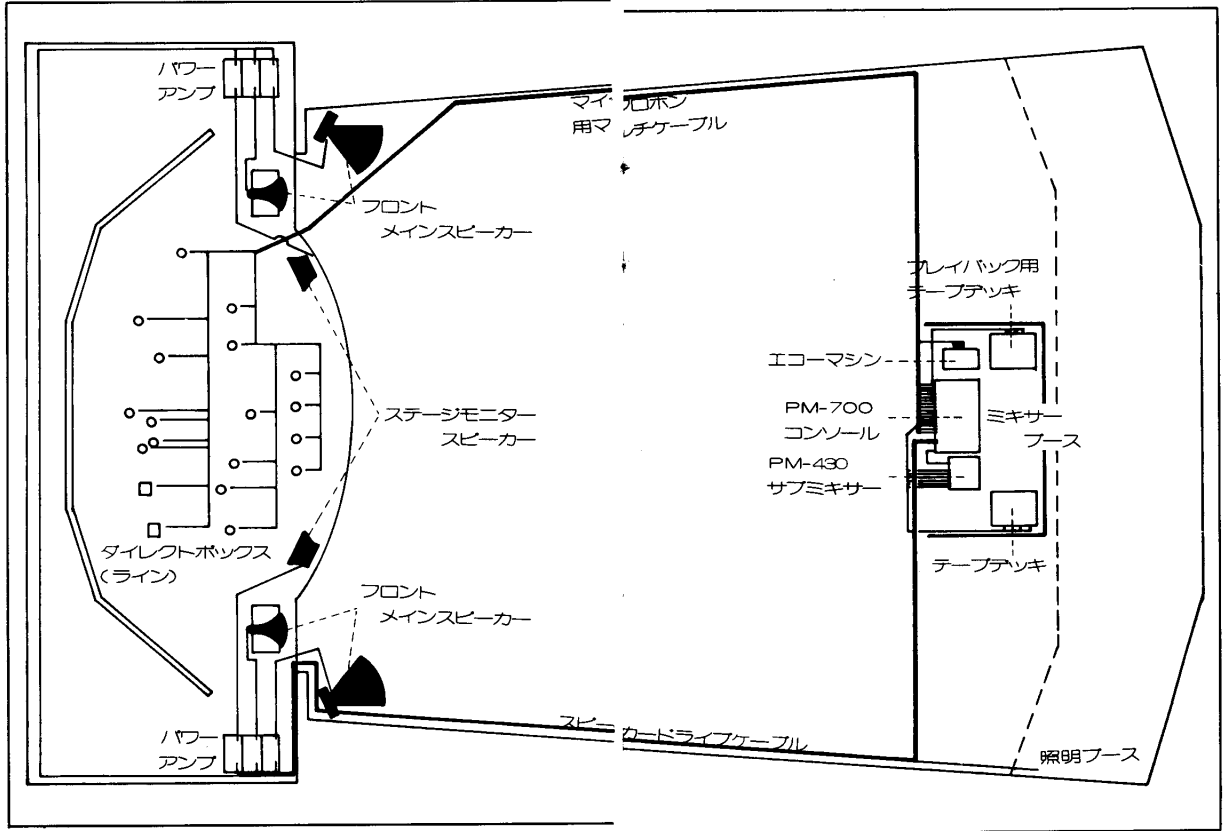 パワー
アンプ
マイクロホン
用マルチケーブル
フロント
メインスピーカー
プレイバック用
テープデッキ
エコーマシン
ステージモニター
スピーカー
PM-700
コンソール
ミキサー
ブース
PM-430
サブミキサー
ダイレクトボックス
(ライン)
テープデッキ
フロント
メインスピーカー
スピーカードライブケーブル
パワー
アンプ
照明ブース